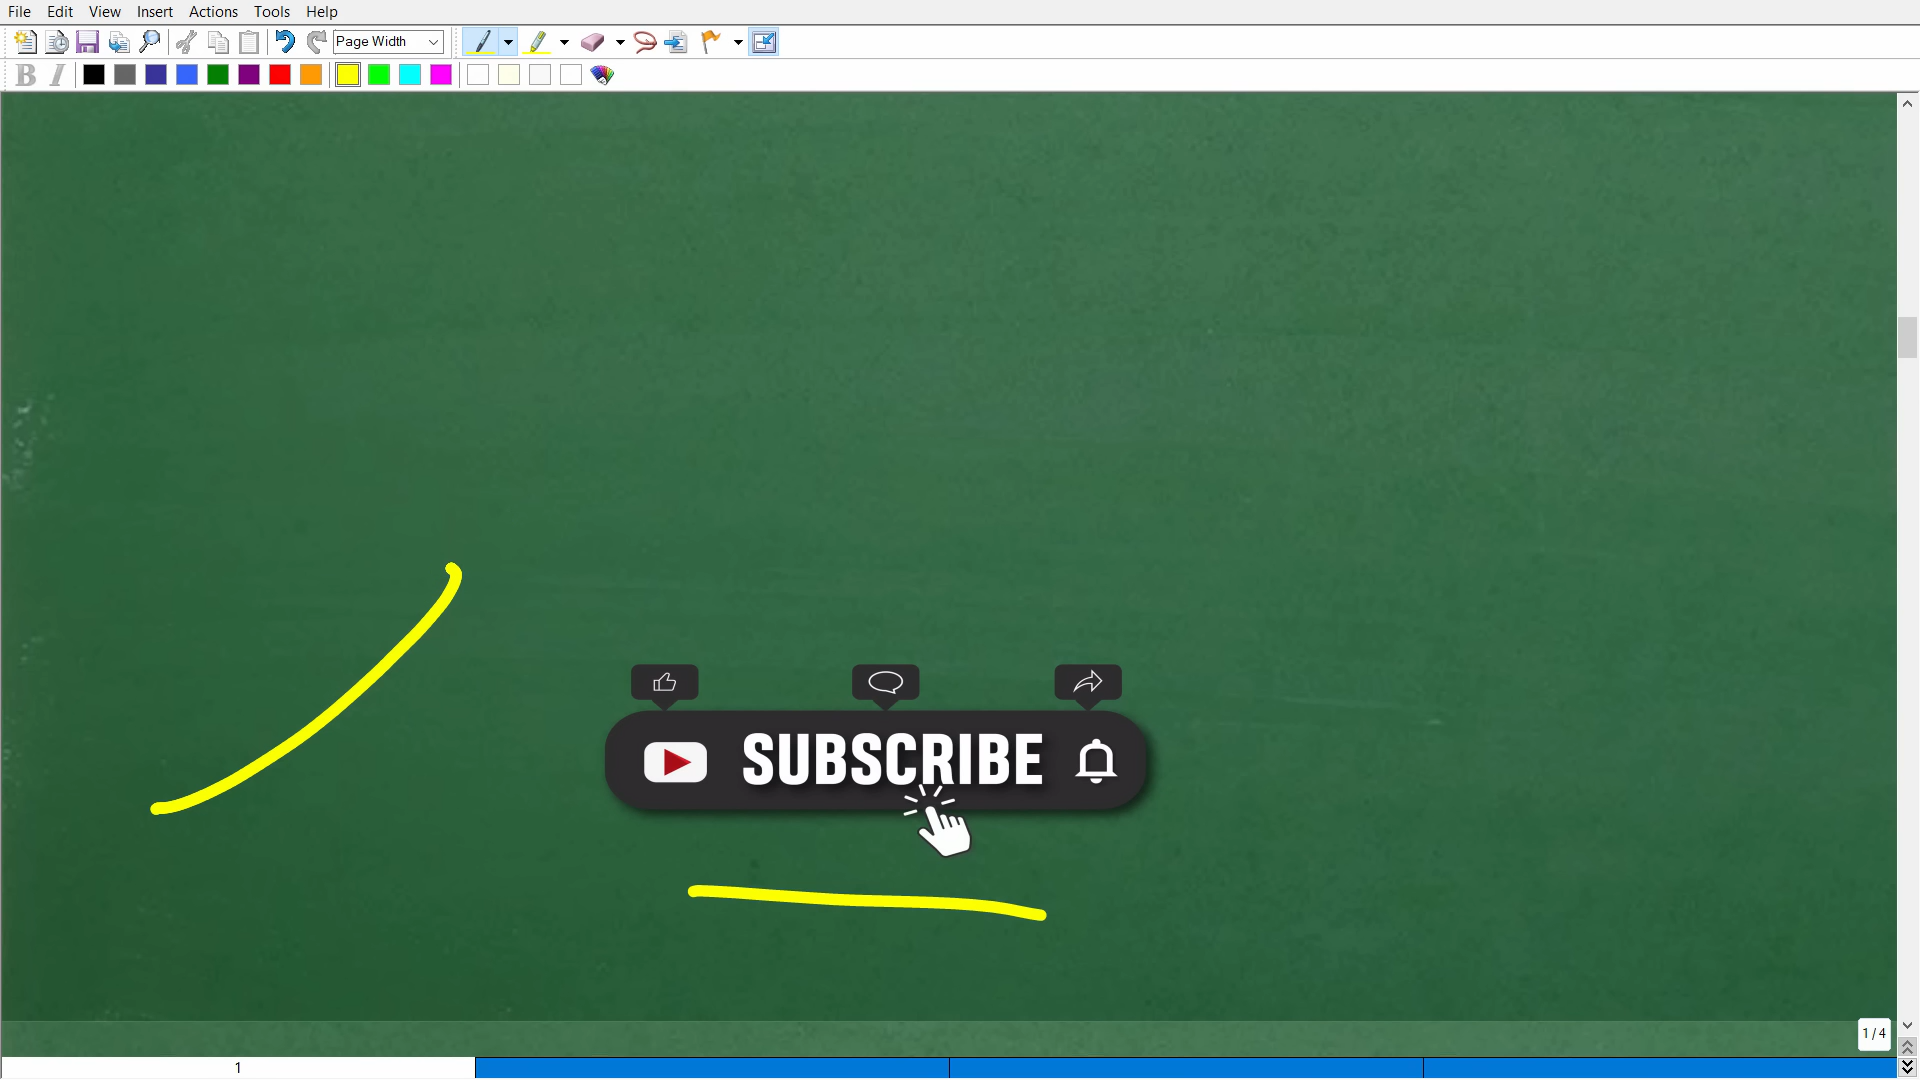 File Edit View Insert Actions Tools Help
Page Width
B I
SUBSCRIBE
1 / 4
1